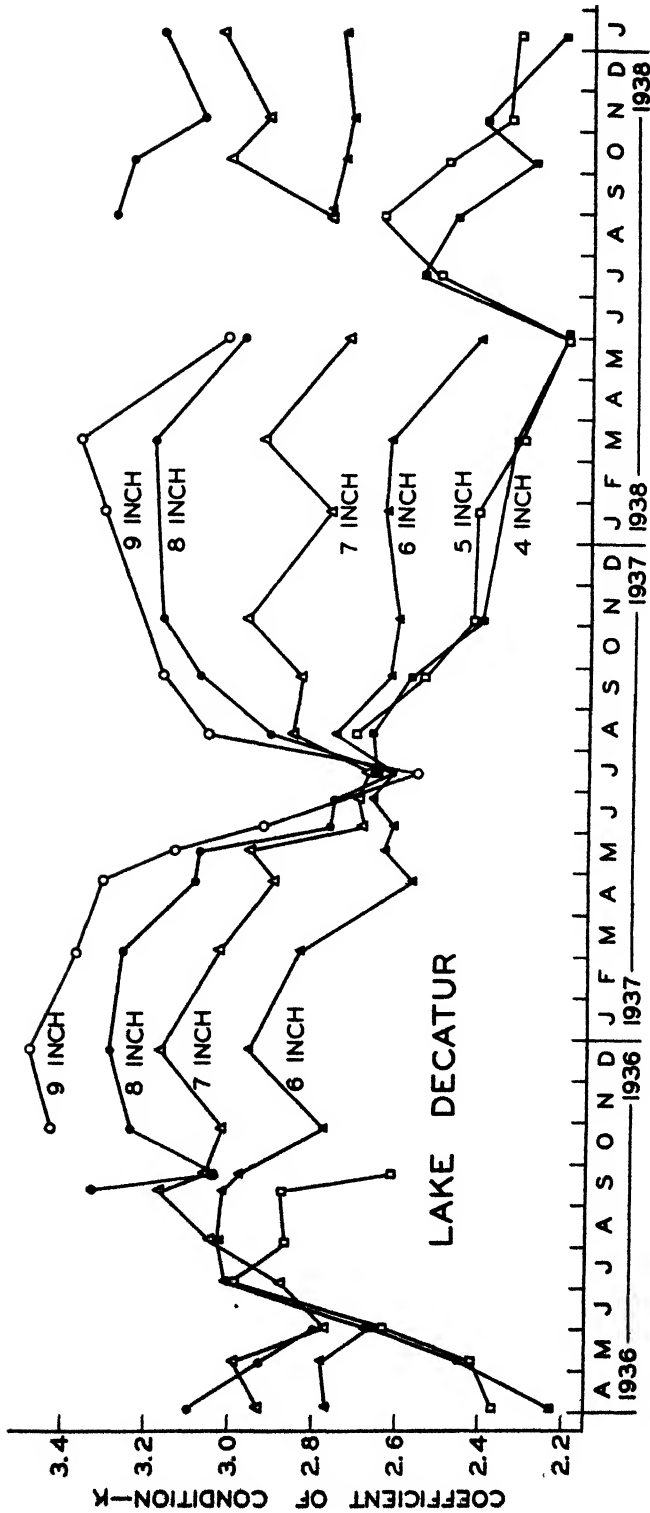 COEFFICIENT OF CONDITION—K
3.4
3.2
3.0
2.8
2.6
2.4
2.2
9 INCH
8 INCH
7 INCH
6 INCH
9 INCH
8 INCH
7 INCH
6 INCH
5 INCH
4 INCH
LAKE DECATUR
A M J J A S O N D J F M A M J J A S O N D J F M A M J J A S O N D J
1936 1936 1937 1937 1938 1938